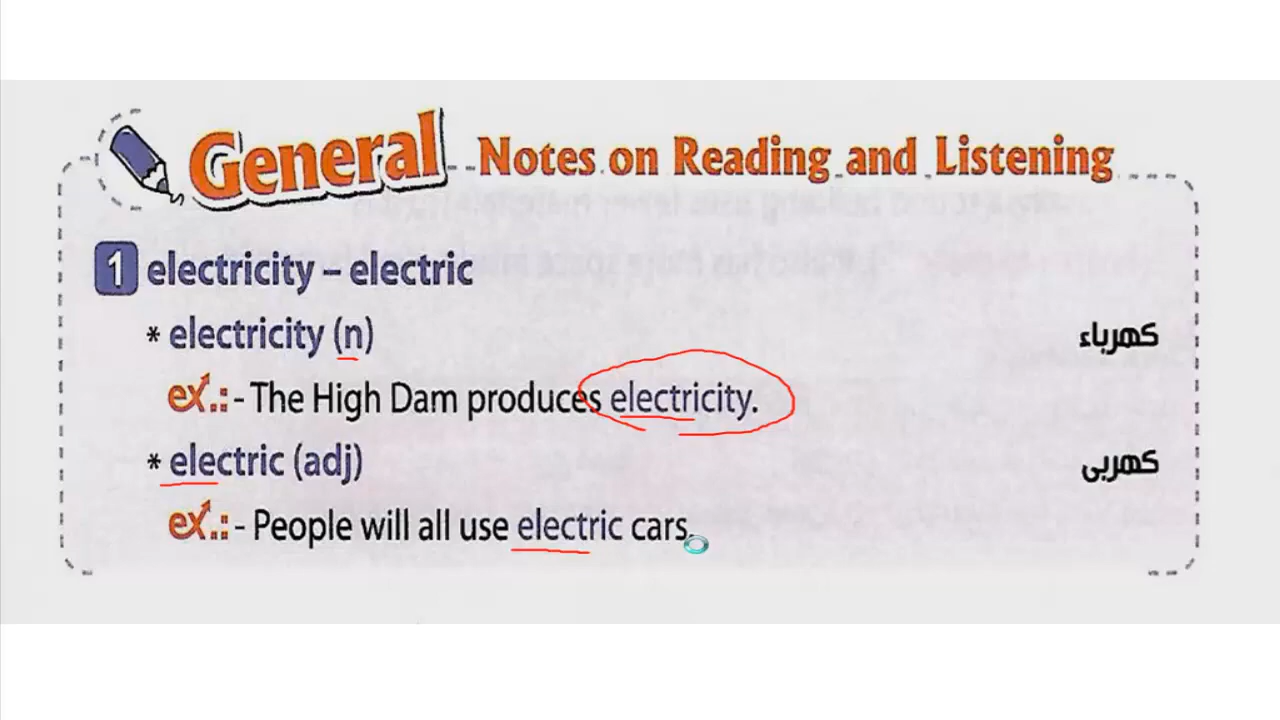 General Notes on Reading and Listening
1 electricity – electric
* electricity (n) كهرباء
ex.: - The High Dam produces electricity.
* electric (adj) كهربى
ex.: - People will all use electric cars.